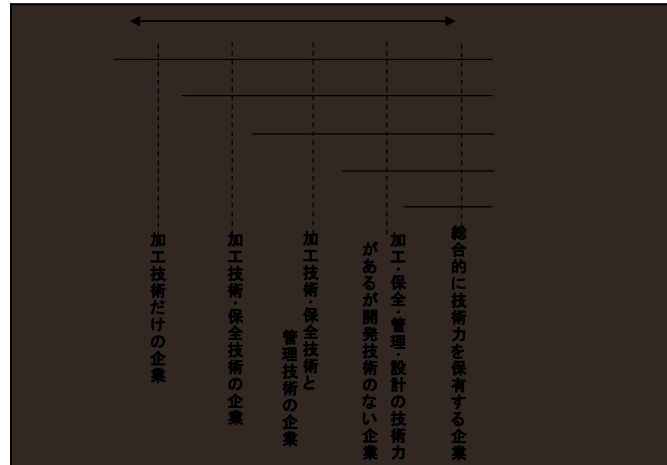 加工技術だけの企業
加工技術・保全技術の企業
加工技術・保全技術と
管理技術の企業
加工・保全・管理・設計の技術力
があるが開発技術のない企業
総合的に技術力を保有する企業